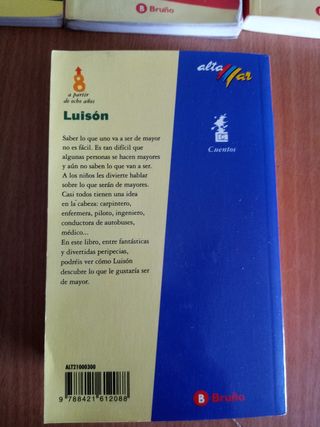 B Bruño
B
8
a partir
de ocho años
alta
Mar
Luisón
Cuentos
Saber lo que uno va a ser de mayor
no es fácil. Es tan difícil que
algunas personas se hacen mayores
y aún no saben lo que van a ser.
A los niños les divierte hablar
sobre lo que serán de mayores.
Casi todos tienen una idea
en la cabeza: carpintero,
enfermera, piloto, ingeniero,
conductora de autobuses,
médico...
En este libro, entre fantásticas
y divertidas peripecias,
podréis ver cómo Luisón
descubre lo que le gustaría ser
de mayor.
ALT21000300
9 788421 612088
B Bruño